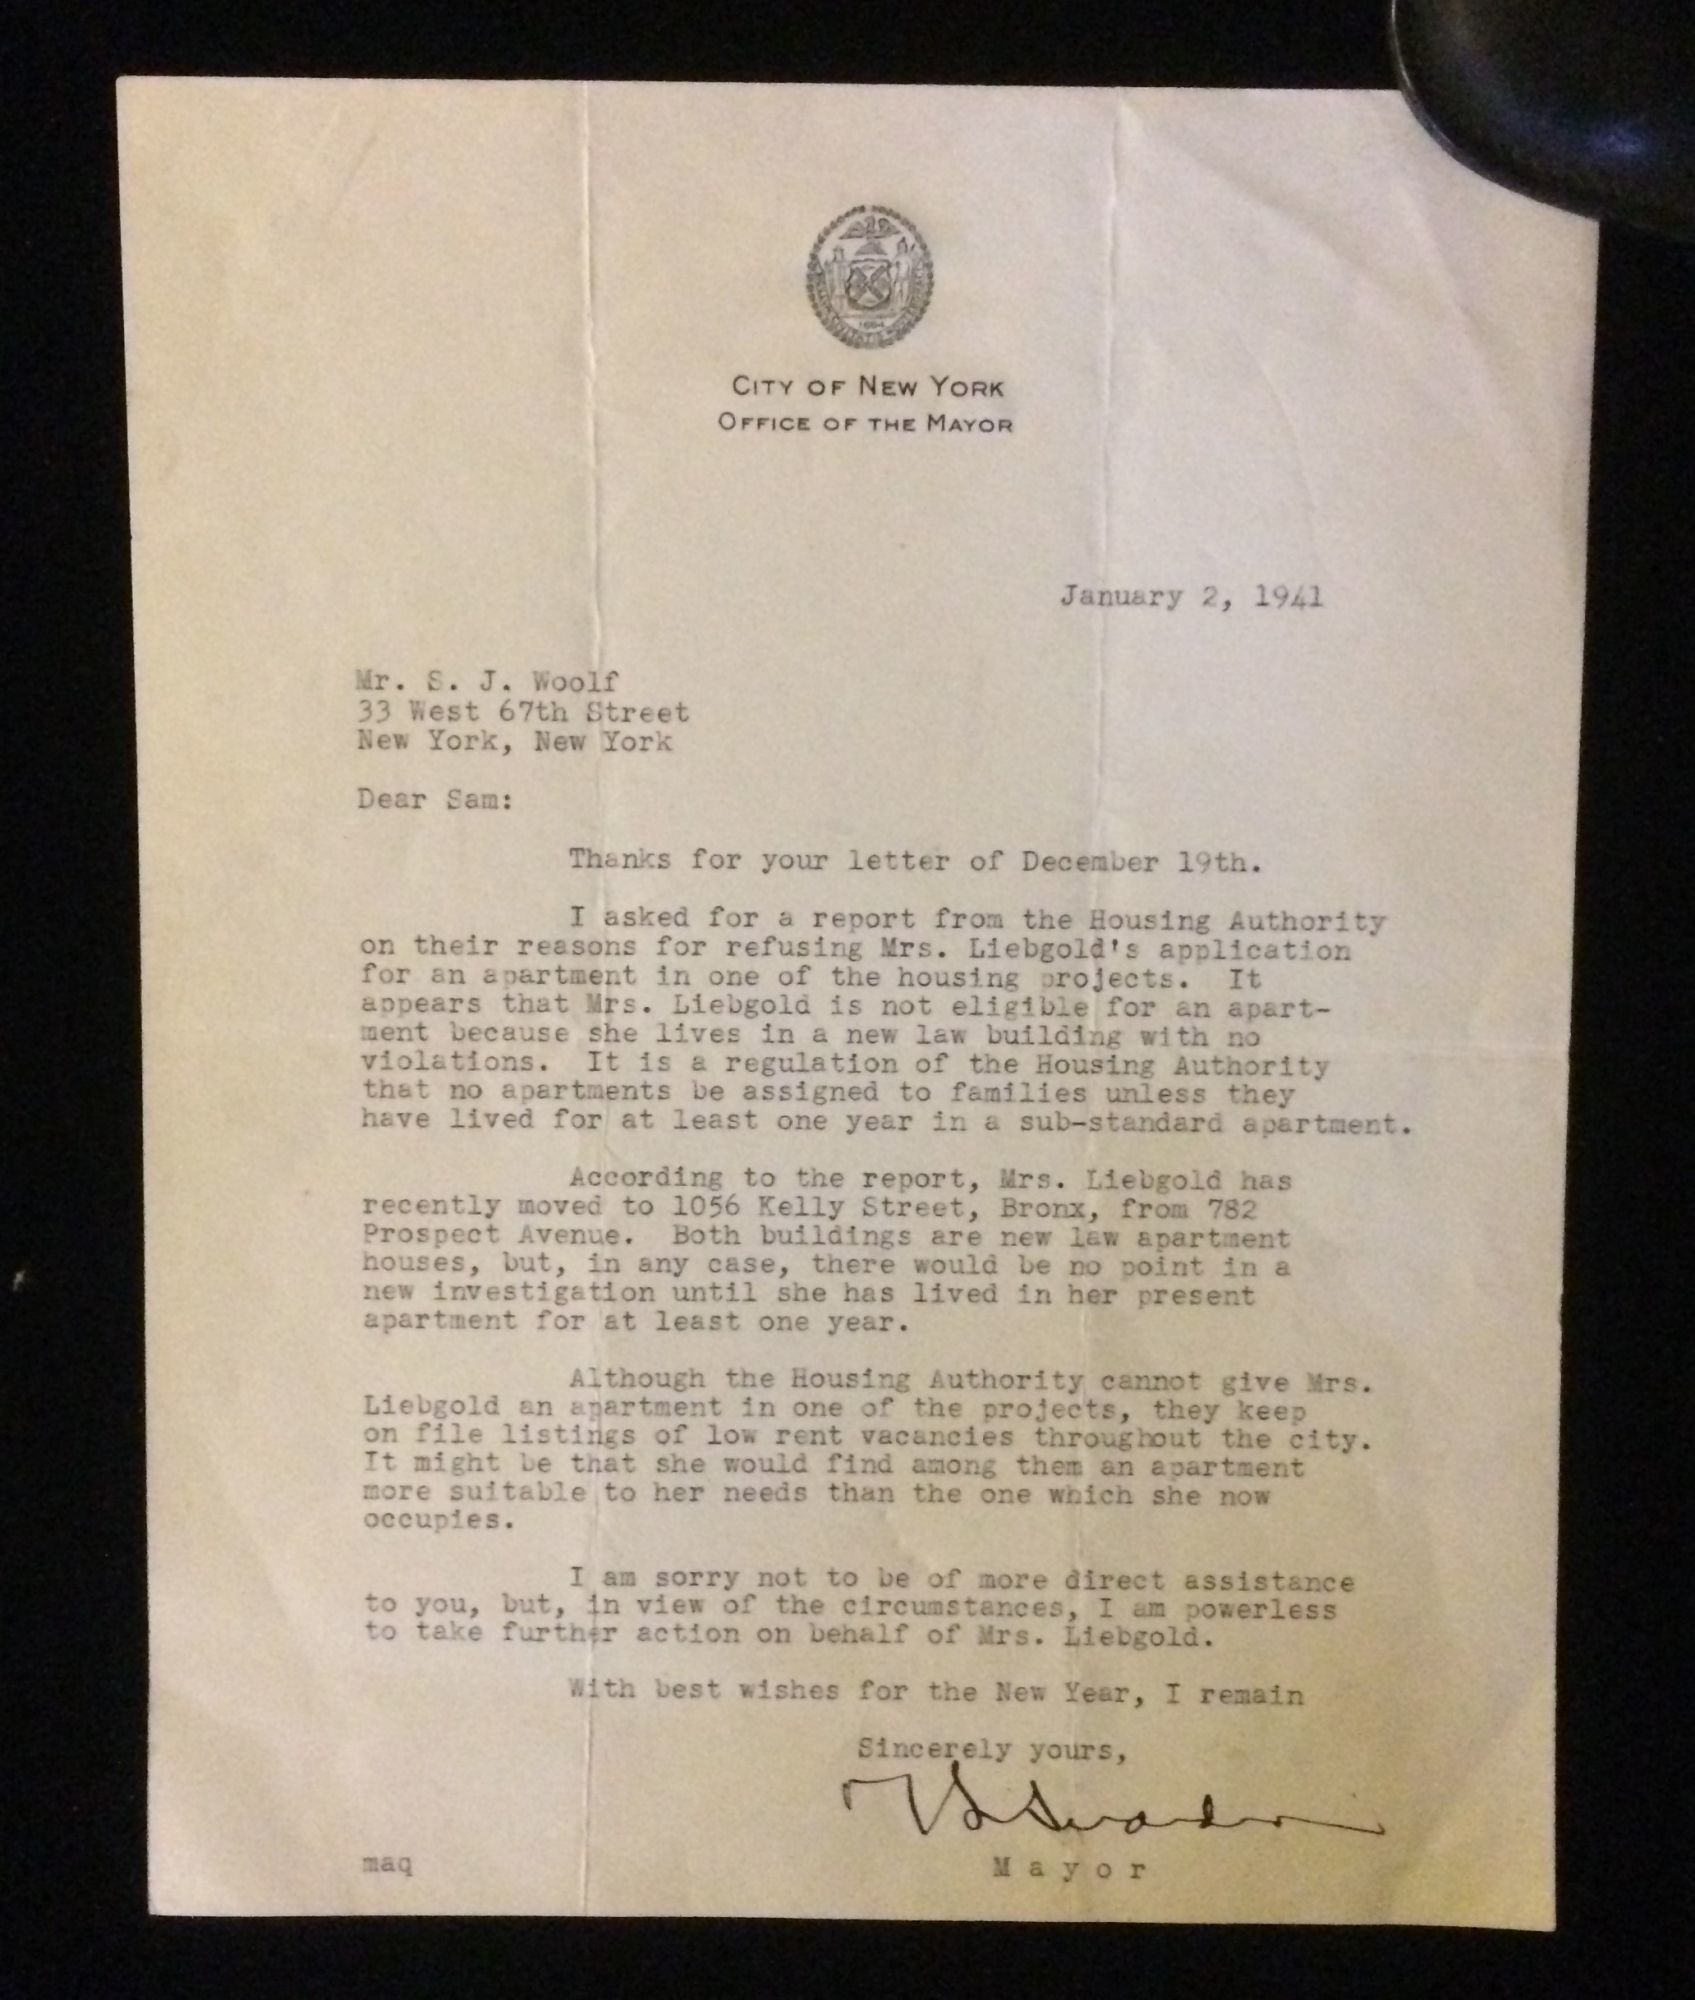 1664
CITY OF NEW YORK
OFFICE OF THE MAYOR
January 2, 1941
Mr. S. J. Woolf
33 West 67th Street
New York, New York
Dear Sam:
Thanks for your letter of December 19th.
I asked for a report from the Housing Authority
on their reasons for refusing Mrs. Liebgold's application
for an apartment in one of the housing projects. It
appears that Mrs. Liebgold is not eligible for an apart-
ment because she lives in a new law building with no
violations. It is a regulation of the Housing Authority
that no apartments be assigned to families unless they
have lived for at least one year in a sub-standard apartment.
According to the report, Mrs. Liebgold has
recently moved to 1056 Kelly Street, Bronx, from 782
Prospect Avenue. Both buildings are new law apartment
houses, but, in any case, there would be no point in a
new investigation until she has lived in her present
apartment for at least one year.
Although the Housing Authority cannot give Mrs.
Liebgold an apartment in one of the projects, they keep
on file listings of low rent vacancies throughout the city.
It might be that she would find among them an apartment
more suitable to her needs than the one which she now
occupies.
I am sorry not to be of more direct assistance
to you, but, in view of the circumstances, I am powerless
to take further action on behalf of Mrs. Liebgold.
With best wishes for the New Year, I remain
Sincerely yours,
maq
Mayor